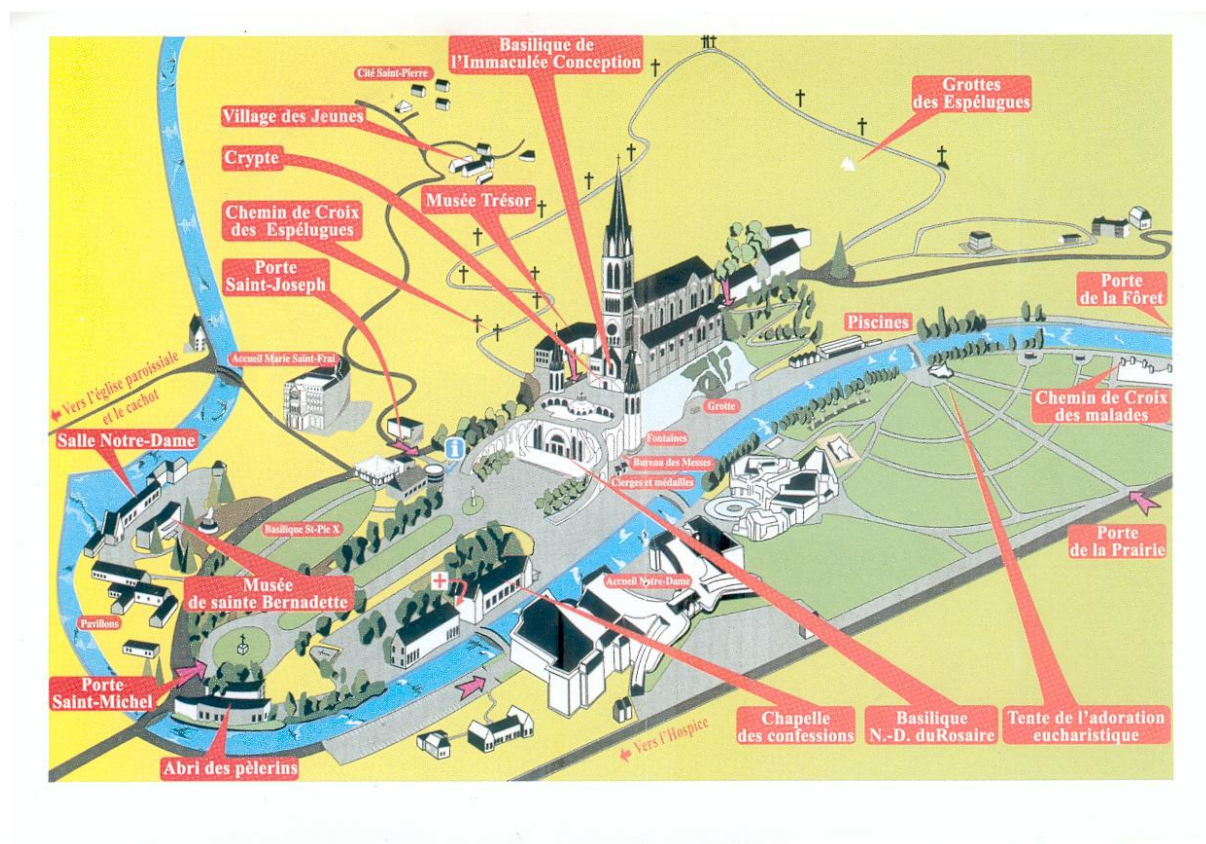 Basilique de
l'Immaculée Conception
Cité Saint-Pierre
Grottes
des Espélugues
Village des Jeunes
Crypte
Musée Trésor
Chemin de Croix
des Espélugues
Porte
Saint-Joseph
Porte
de la Fôret
Piscines
Accueil Marie Saint-Frai
Vers l'église paroissiale
et le cachot
Chemin de Croix
des malades
Grotte
Salle Notre-Dame
Fontaines
i
Bureau des Messes
Cierges et médailles
Basilique St-Pie X
Porte
de la Prairie
Musée
de sainte Bernadette
Accueil Notre-Dame
Pavillons
Porte
Saint-Michel
Chapelle
des confessions
Basilique
N.-D. duRosaire
Tente de l'adoration
eucharistique
Vers l'Hospice
Abri des pèlerins